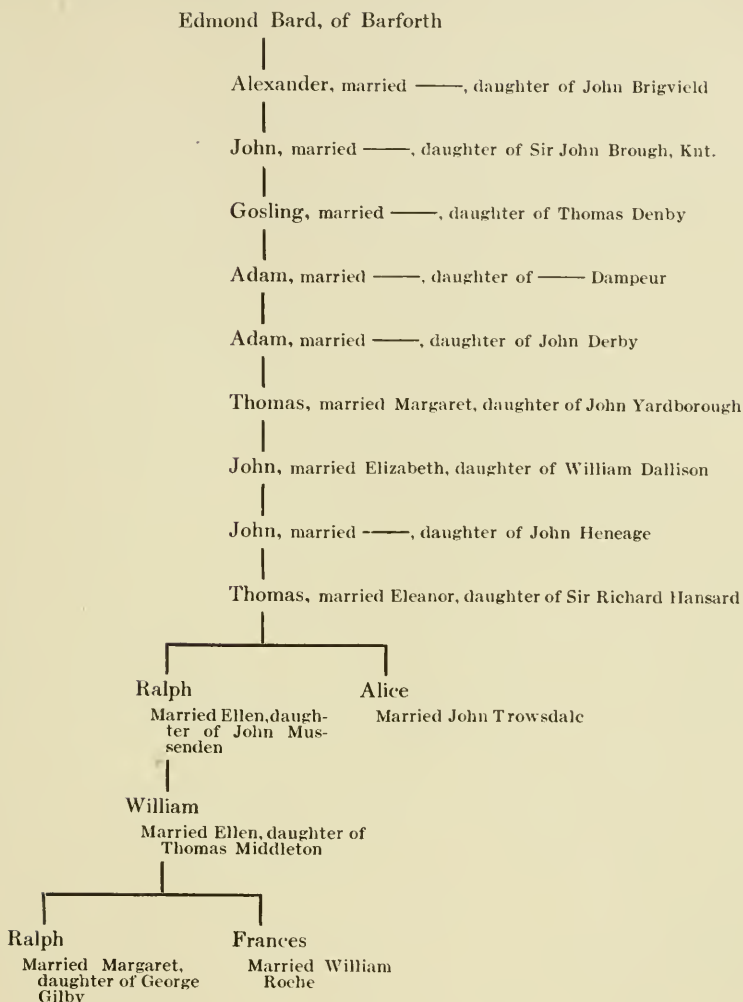 Edmond Bard, of Barforth
Alexander, married ——, daughter of John Brigvield
John, married ——, daughter of Sir John Brough, Knt.
Gosling, married ——, daughter of Thomas Denby
Adam, married ——, daughter of —— Dampeur
Adam, married ——, daughter of John Derby
Thomas, married Margaret, daughter of John Yardborough
John, married Elizabeth, daughter of William Dallison
John, married ——, daughter of John Heneage
Thomas, married Eleanor, daughter of Sir Richard Hansard
Ralph
Married Ellen, daugh-
ter of John Mus-
senden
Alice
Married John Trowsdale
William
Married Ellen, daughter of
Thomas Middleton
Ralph
Married Margaret,
daughter of George
Gilby
Frances
Married William
Roche